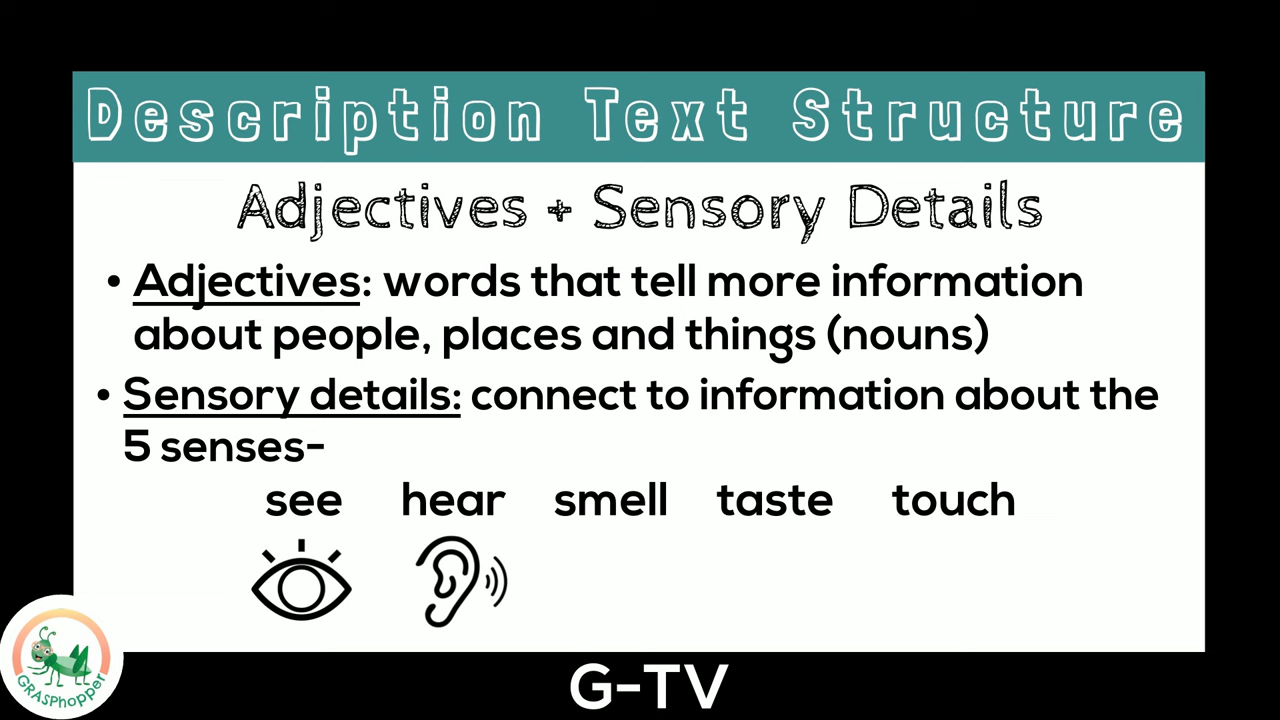 Description Text Structure
Adjectives + Sensory Details
• Adjectives: words that tell more information
about people, places and things (nouns)
• Sensory details: connect to information about the
5 senses-
see hear smell taste touch
GRASPhopper
G-TV